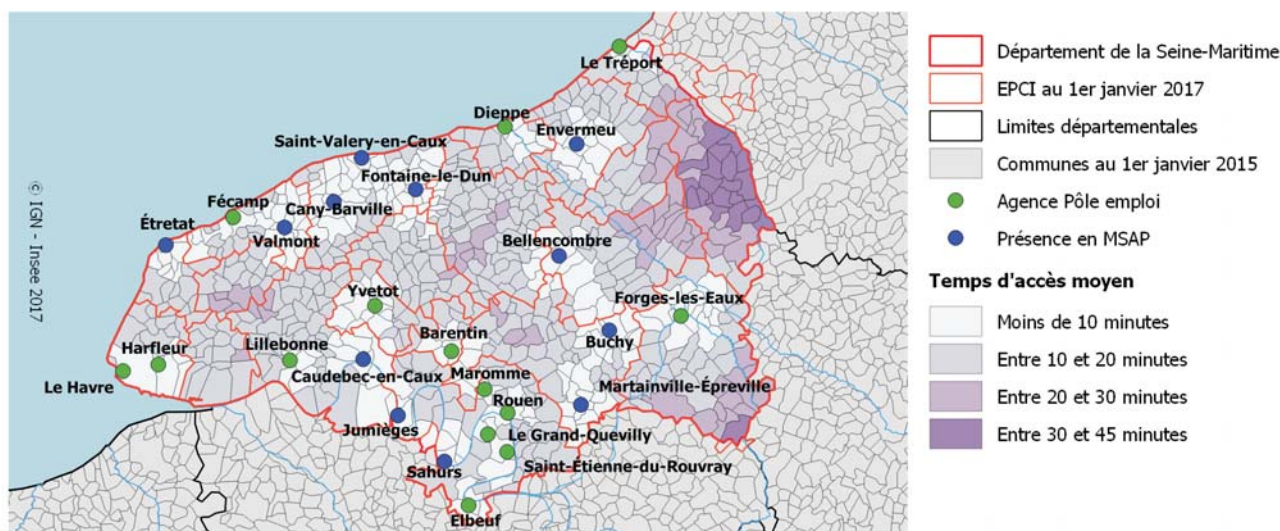 Le Tréport
Dieppe
Envermeu
Saint-Valery-en-Caux
Fontaine-le-Dun
Fécamp
Cany-Barville
Étretat
Valmont
Bellencombre
Yvetot
Forges-les-Eaux
Harfleur
Lillebonne
Barentin
Buchy
Le Havre
Caudebec-en-Caux
Maromme
Martainville-Épreville
Rouen
Jumièges
Le Grand-Quevilly
Sahurs
Saint-Étienne-du-Rouvray
Elbeuf
© IGN - Insee 2017
Département de la Seine-Maritime
EPCI au 1er janvier 2017
Limites départementales
Communes au 1er janvier 2015
Agence Pôle emploi
Présence en MSAP
Temps d'accès moyen
Moins de 10 minutes
Entre 10 et 20 minutes
Entre 20 et 30 minutes
Entre 30 et 45 minutes